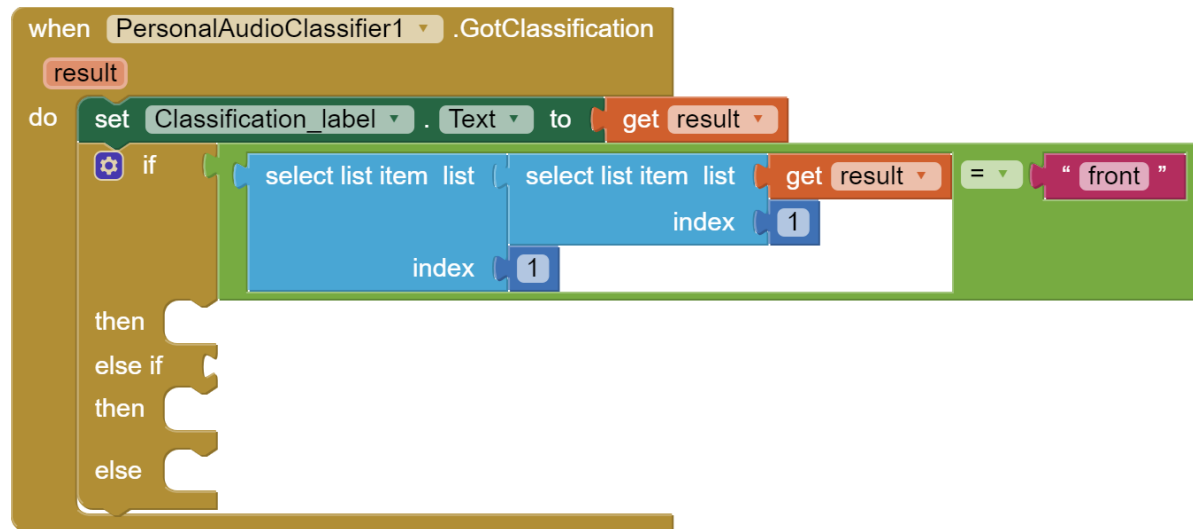 when PersonalAudioClassifier1 .GotClassification
result
do set Classification_label . Text to get result
if select list item list select list item list get result = " front "
index 1
index 1
then
else if
then
else